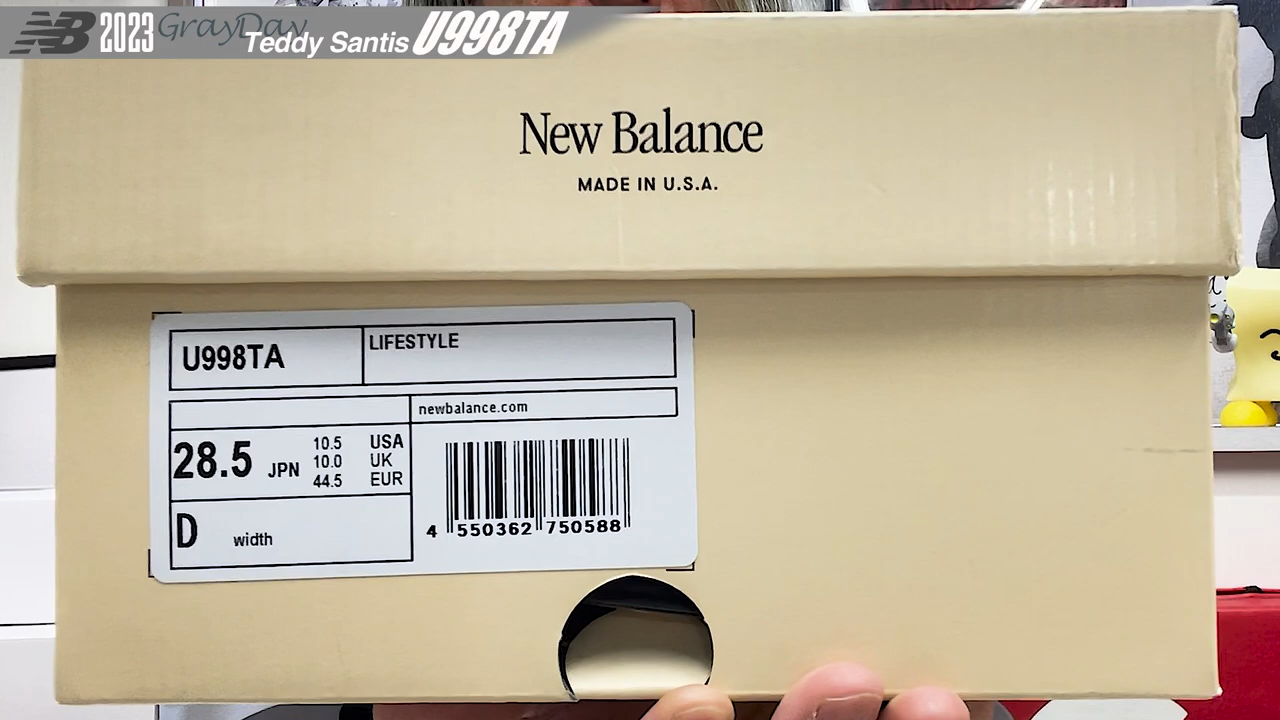 NB 2023 GrayDay Teddy Santis U998TA
New Balance
MADE IN U.S.A.
U998TA
LIFESTYLE
newbalance.com
28.5 JPN
10.5 USA
10.0 UK
44.5 EUR
D width
4 550362 750588